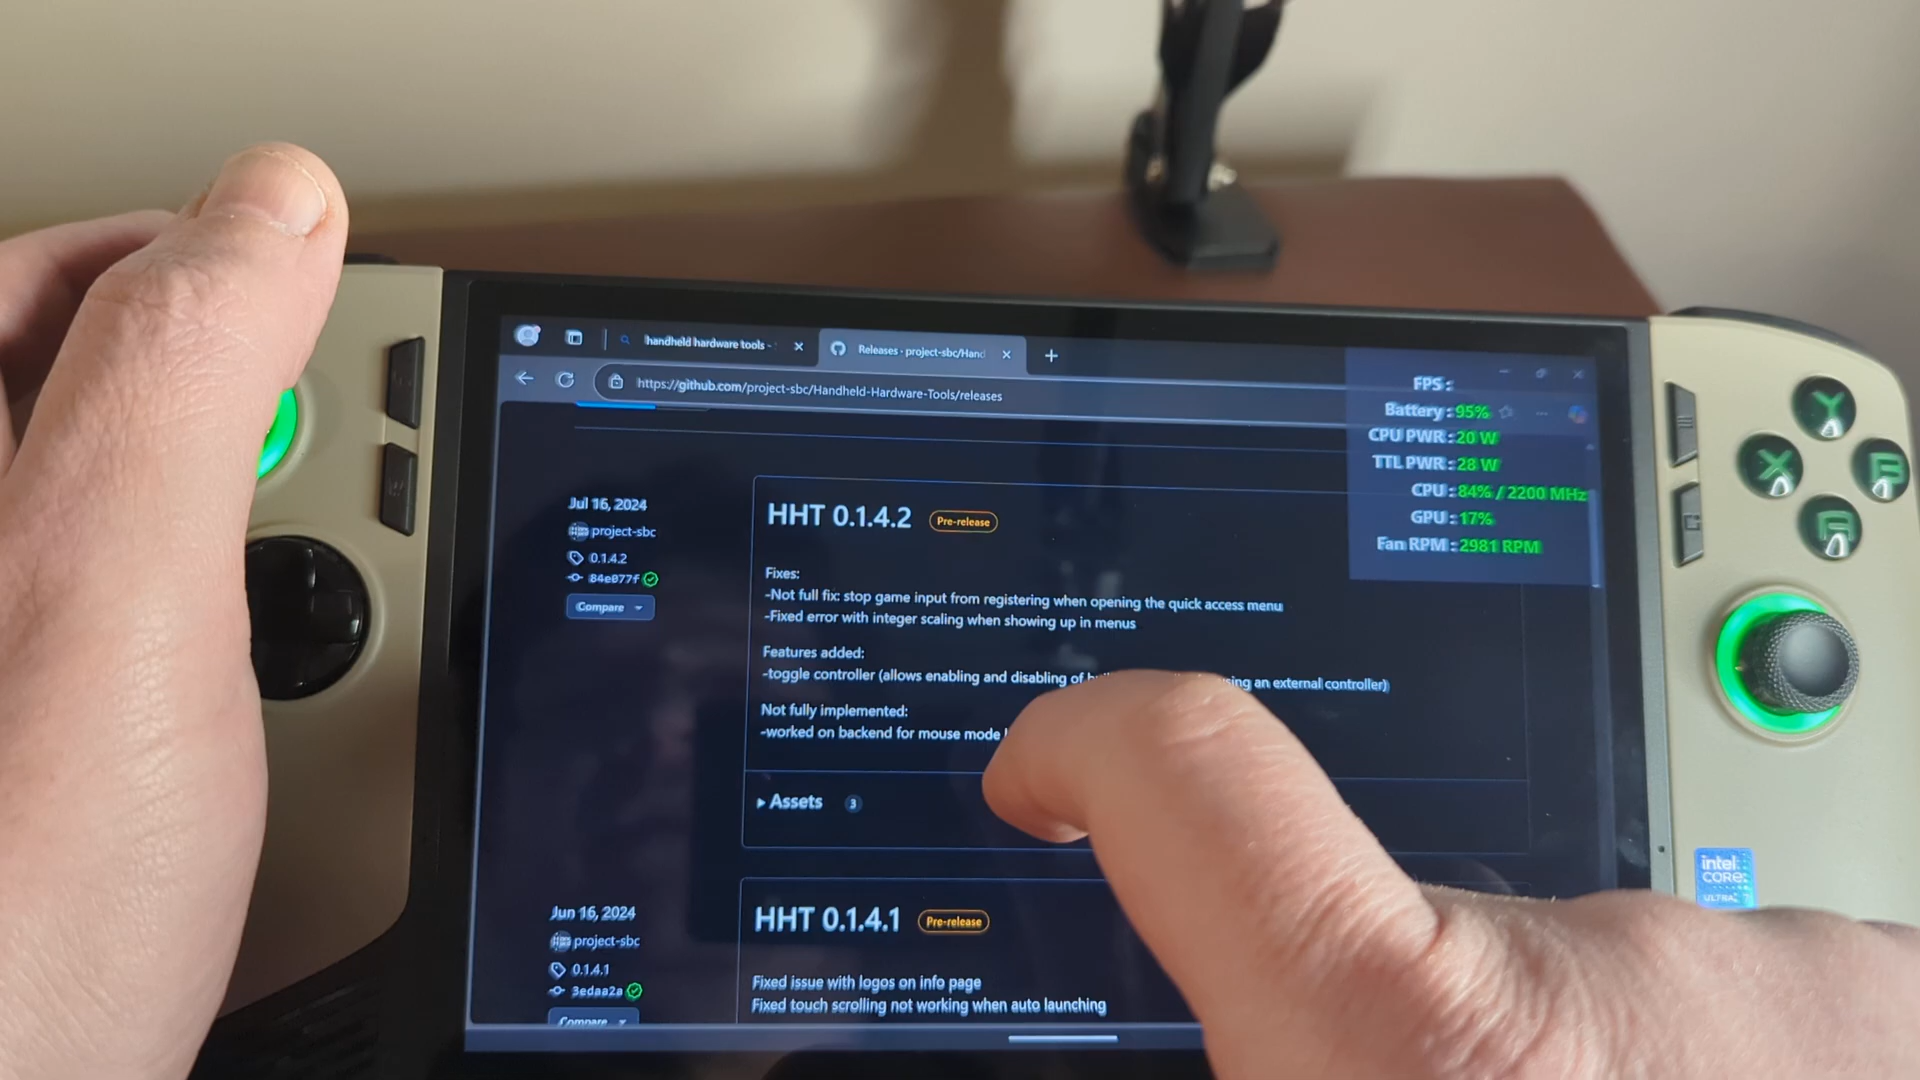 handheld hardware tools -
Releases · project-sbc/Hand
https://github.com/project-sbc/Handheld-Hardware-Tools/releases
FPS :
Battery : 95%
CPU PWR : 20 W
TTL PWR : 28 W
CPU : 84% / 2200 MHz
GPU : 17%
Fan RPM : 2981 RPM
Jul 16, 2024
project-sbc
0.1.4.2
84e077f
Compare
HHT 0.1.4.2 Pre-release
Fixes:
-Not full fix: stop game input from registering when opening the quick access menu
-Fixed error with integer scaling when showing up in menus
Features added:
-toggle controller (allows enabling and disabling of using an external controller)
Not fully implemented:
-worked on backend for mouse mode
Assets 3
Jun 16, 2024
project-sbc
0.1.4.1
3edaa2a
Compare
HHT 0.1.4.1 Pre-release
Fixed issue with logos on info page
Fixed touch scrolling not working when auto launching
Y
X
B
A
intel
CORE
ULTRA 7